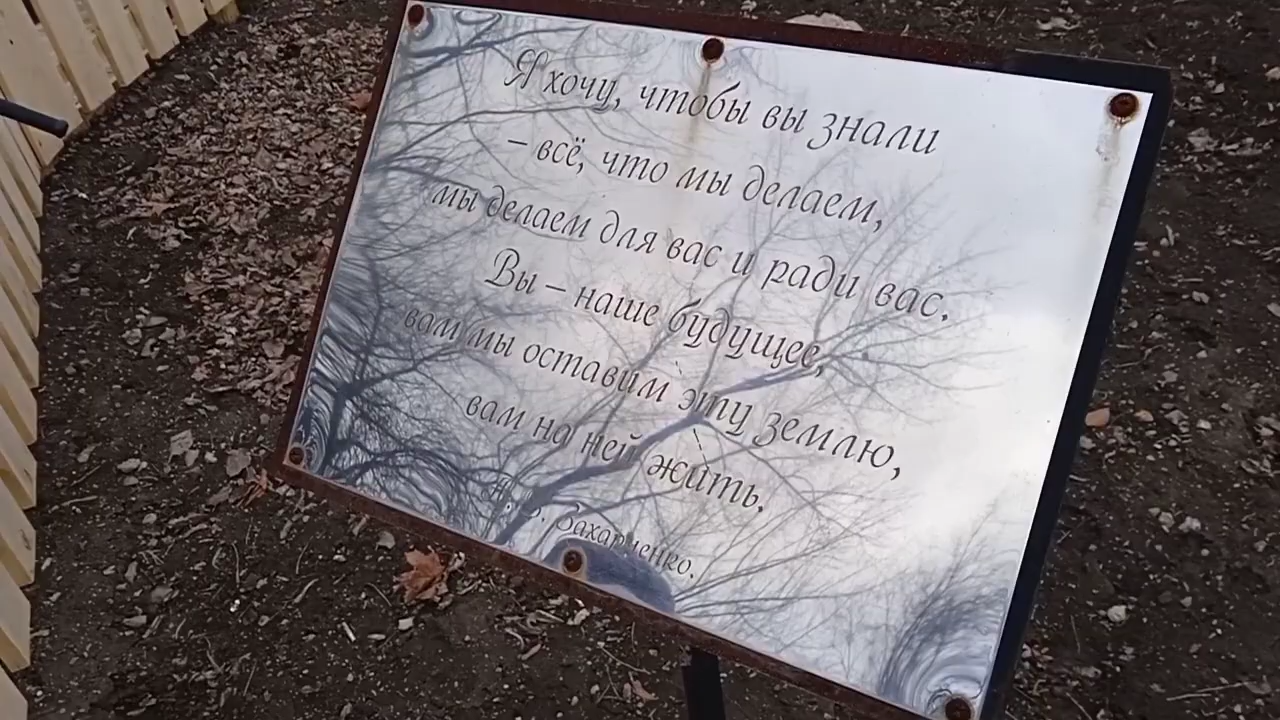 Я хочу, чтобы вы знали
– всё, что мы делаем,
мы делаем для вас и ради вас.
Вы – наше будущее,
вам мы оставим эту землю,
вам на ней жить.
А. В. Захарченко.